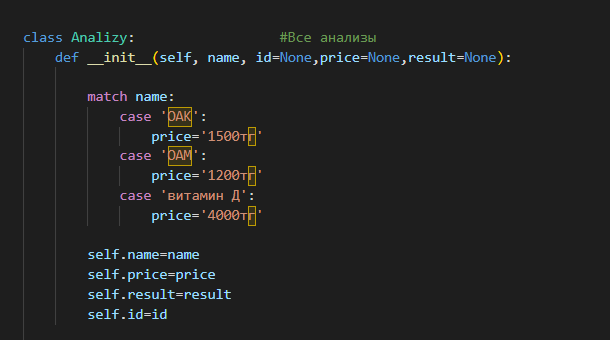 class Analizy:                  #Все анализы
    def __init__(self, name, id=None,price=None,result=None):
        match name:
            case 'ОАК':
                price='1500тг'
            case 'ОАМ':
                price='1200тг'
            case 'витамин Д':
                price='4000тг'
        self.name=name
        self.price=price
        self.result=result
        self.id=id